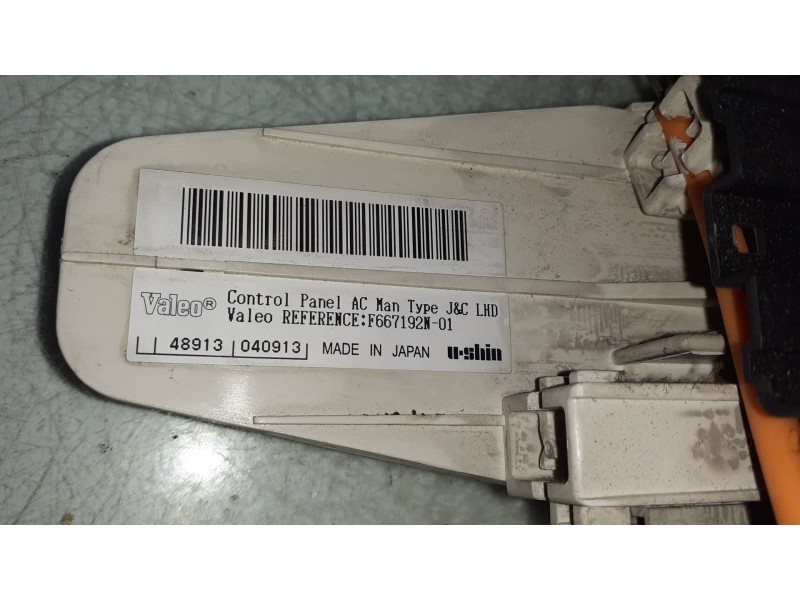 Valeo® Control Panel AC Man Type J&C LHD
Valeo REFERENCE:F667192N-01
48913 040913 MADE IN JAPAN u-shin